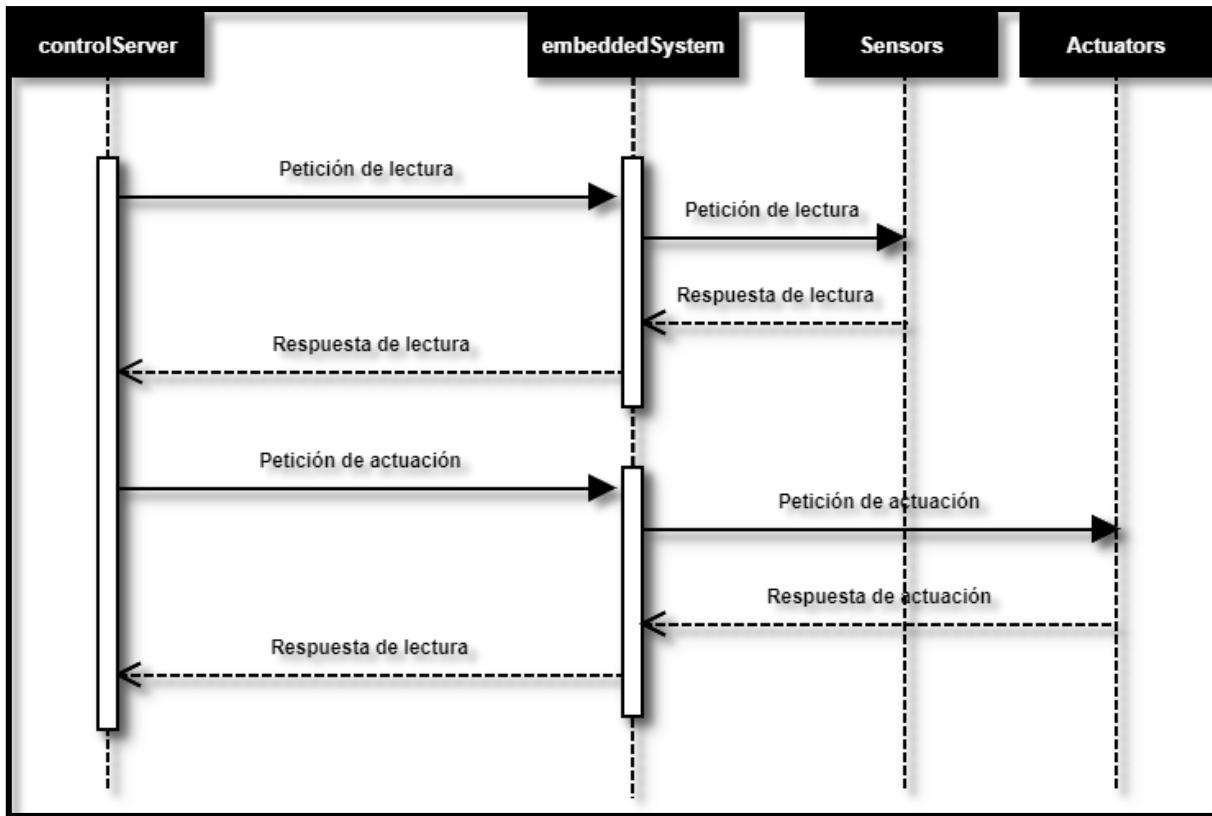 controlServer
embeddedSystem
Sensors
Actuators
Petición de lectura
Petición de lectura
Respuesta de lectura
Respuesta de lectura
Petición de actuación
Petición de actuación
Respuesta de actuación
Respuesta de lectura